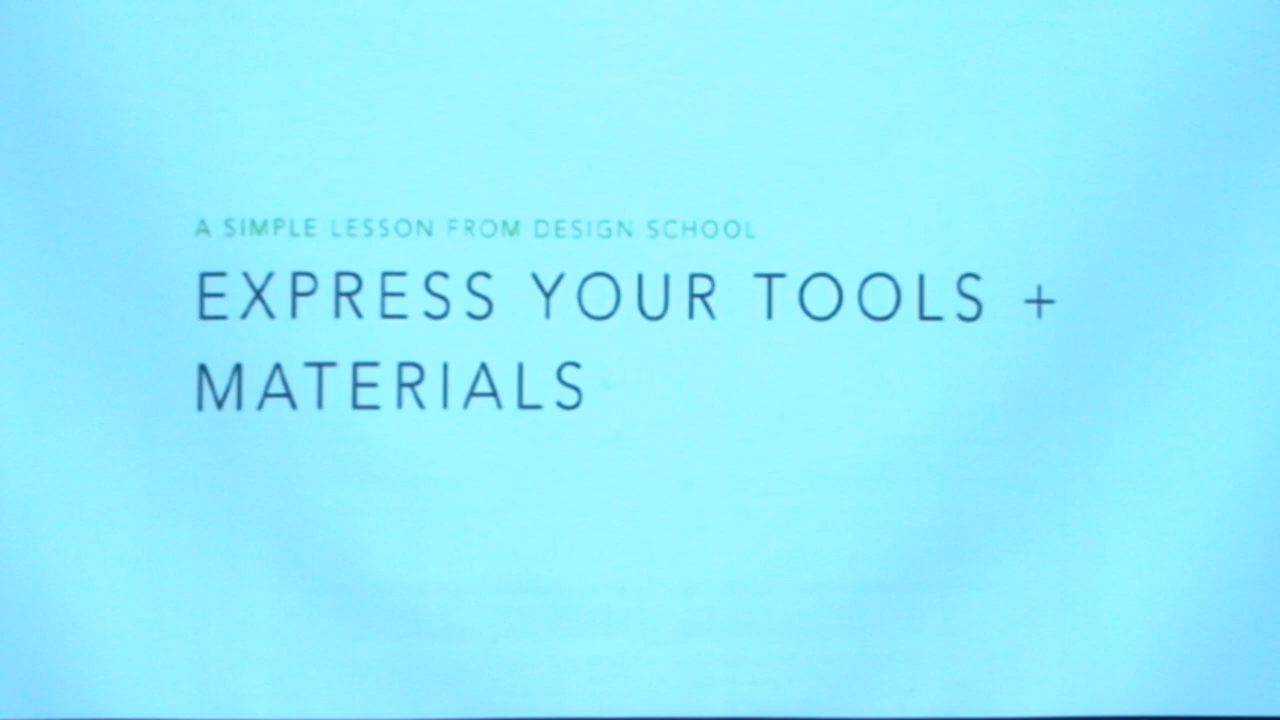 A SIMPLE LESSON FROM DESIGN SCHOOL
EXPRESS YOUR TOOLS +
MATERIALS